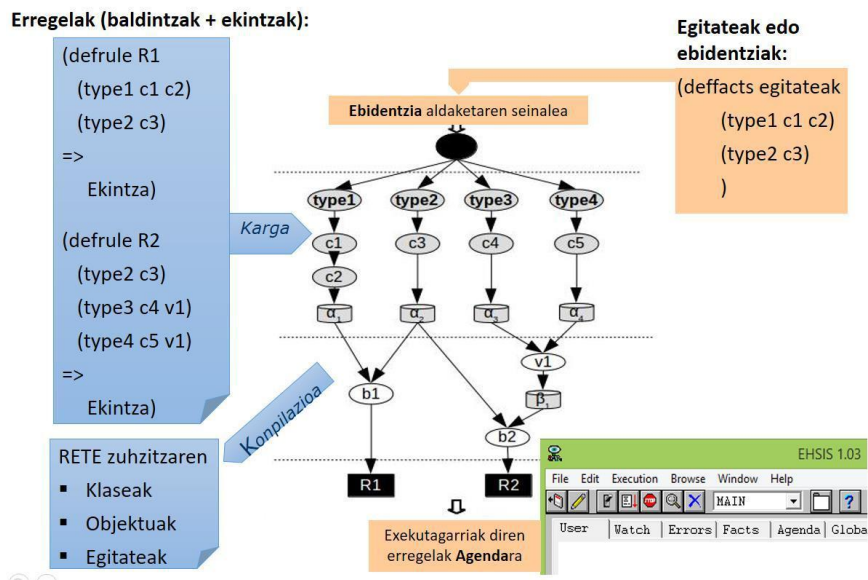 Erregelak (baldintzak + ekintzak):
(defrule R1
(type1 c1 c2)
(type2 c3)
=>
Ekintza)
(defrule R2
(type2 c3)
(type3 c4 v1)
(type4 c5 v1)
=>
Ekintza)
Karga
Konpilazioa
RETE zuhzitzaren
▪ Klaseak
▪ Objektuak
▪ Egitateak
Ebidentzia aldaketaren seinalea
type1 type2 type3 type4
c1 c3 c4 c5
c2
α1 α2 α3 α4
v1
b1
β1
b2
R1 R2
Exekutagarriak diren
erregelak Agendara
Egitateak edo
ebidentziak:
(deffacts egitateak
(type1 c1 c2)
(type2 c3)
)
EHSIS 1.03
File Edit Execution Browse Window Help
MAIN
User Watch Errors Facts Agenda Globa